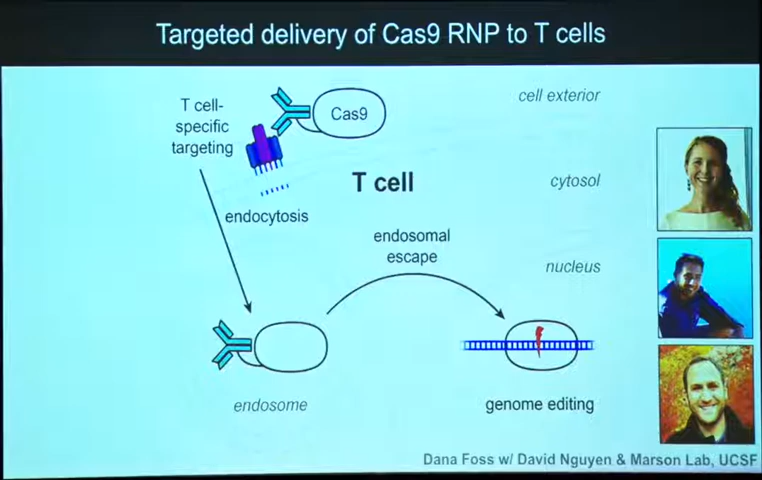 Targeted delivery of Cas9 RNP to T cells
T cell-
specific
targeting
Cas9
cell exterior
T cell
cytosol
endocytosis
endosomal
escape
nucleus
endosome
genome editing
Dana Foss w/ David Nguyen & Marson Lab, UCSF